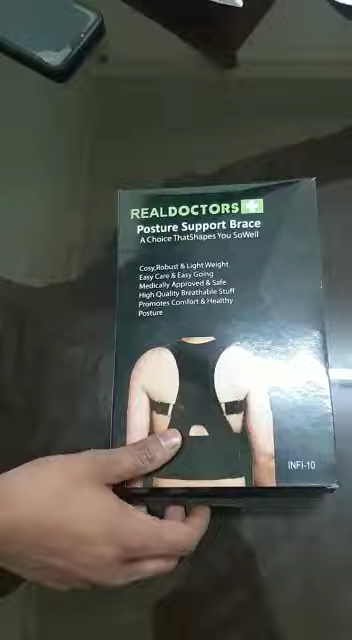 REALDOCTORS
Posture Support Brace
A Choice ThatShapes You SoWell
Cosy,Robust & Light Weight
Easy Care & Easy Going
Medically Approved & Safe
High Quality Breathable Stuff
Promotes Comfort & Healthy
Posture
INFI-10